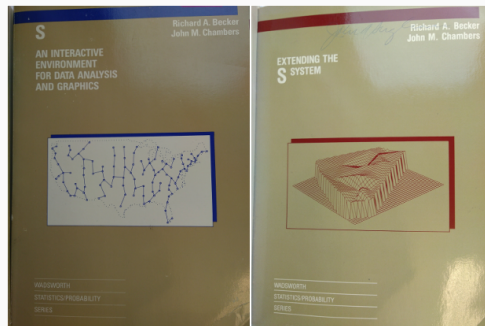 S
Richard A. Becker
John M. Chambers
AN INTERACTIVE
ENVIRONMENT
FOR DATA ANALYSIS
AND GRAPHICS
WADSWORTH
STATISTICS/PROBABILITY
SERIES
Richard A. Becker
John M. Chambers
EXTENDING THE
S SYSTEM
WADSWORTH
STATISTICS/PROBABILITY
SERIES